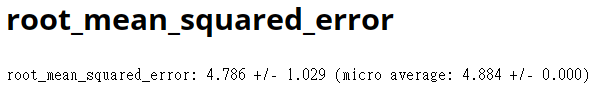 root_mean_squared_error
root_mean_squared_error: 4.786 +/- 1.029 (micro average: 4.884 +/- 0.000)